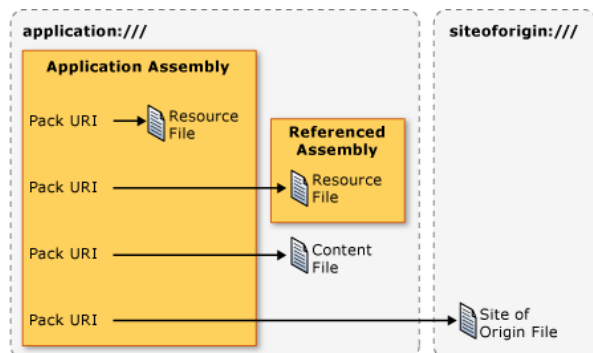 application:///
siteoforigin:///
Application Assembly
Pack URI
Resource
File
Referenced
Assembly
Pack URI
Resource
File
Pack URI
Content
File
Pack URI
Site of
Origin File